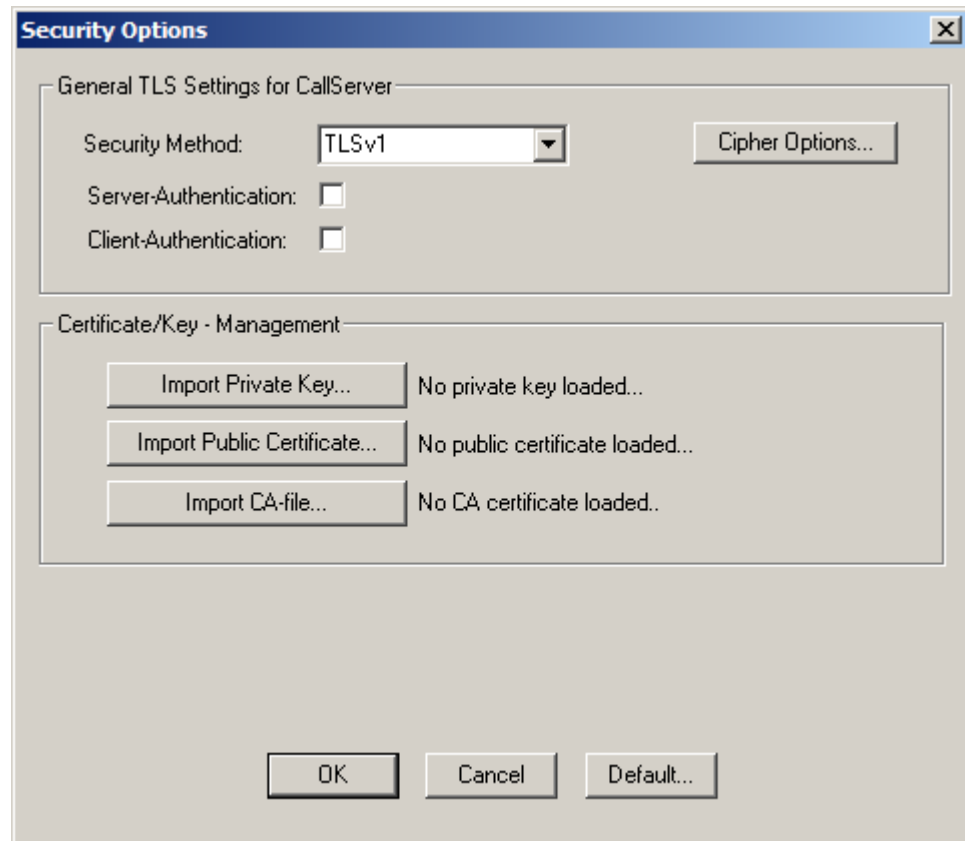 Security Options
General TLS Settings for CallServer
Security Method: TLSv1 Cipher Options...
Server-Authentication:
Client-Authentication:
Certificate/Key - Management
Import Private Key... No private key loaded...
Import Public Certificate... No public certificate loaded...
Import CA-file... No CA certificate loaded..
OK Cancel Default...